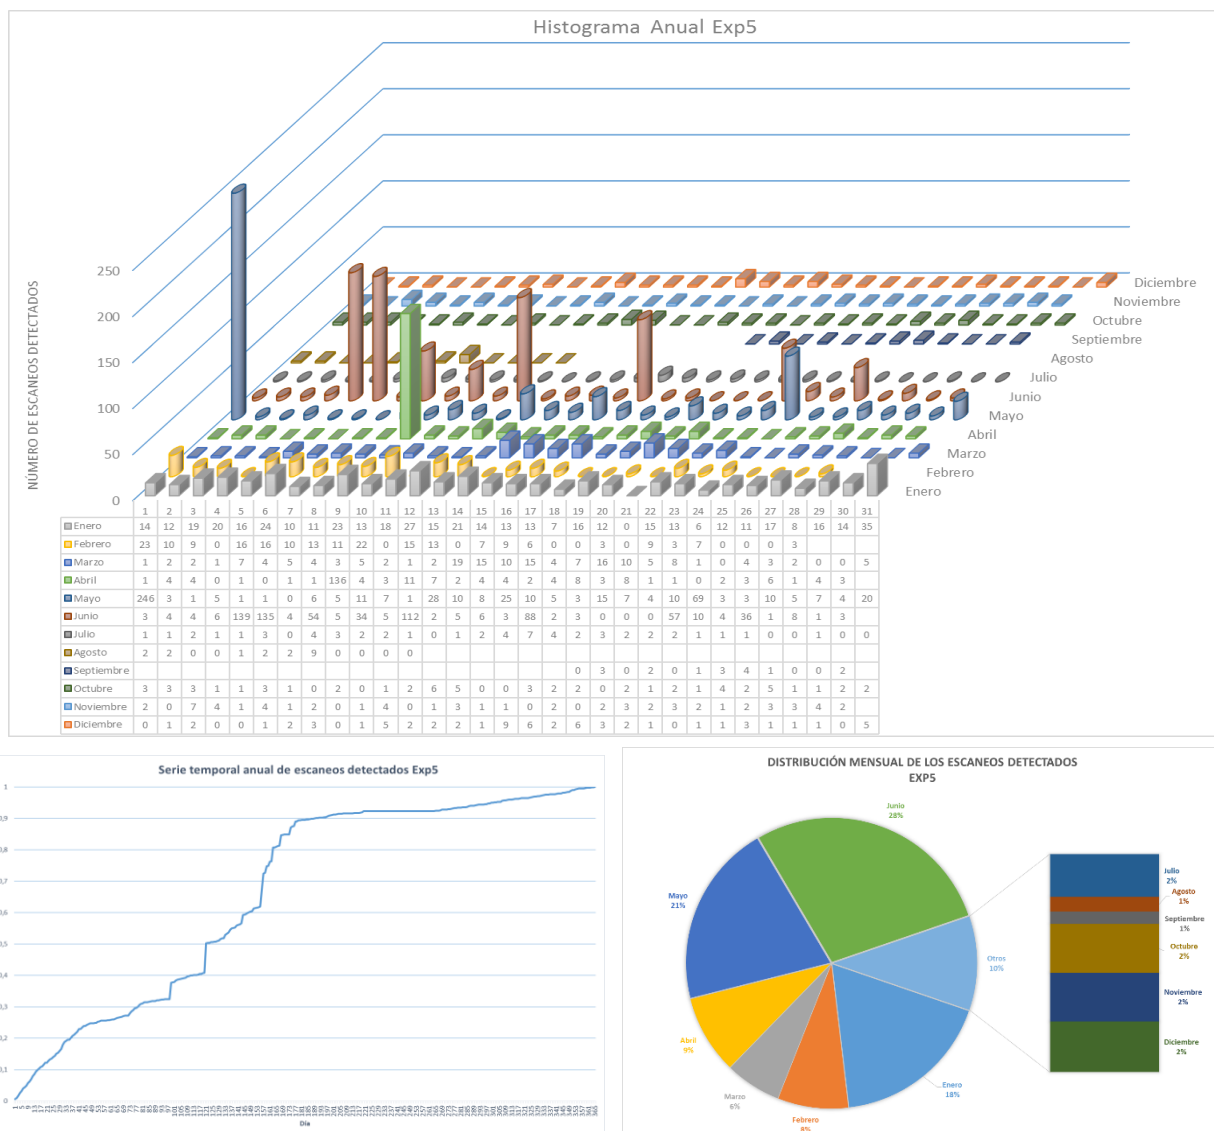 Histograma Anual Exp5
NÚMERO DE ESCANEOS DETECTADOS
250
200
150
100
50
0
Diciembre
Noviembre
Octubre
Septiembre
Agosto
Julio
Junio
Mayo
Abril
Marzo
Febrero
Enero
1 2 3 4 5 6 7 8 9 10 11 12 13 14 15 16 17 18 19 20 21 22 23 24 25 26 27 28 29 30 31
Enero 14 12 19 20 16 24 10 11 23 13 18 27 15 21 14 13 13 7 16 12 0 15 13 6 12 11 17 8 16 14 35
Febrero 23 10 9 0 16 16 10 13 11 22 0 15 13 0 7 9 6 0 0 3 0 9 3 7 0 0 0 3
Marzo 1 2 2 1 7 4 5 4 3 5 2 1 2 19 15 10 15 4 7 16 10 5 8 1 0 4 3 2 0 0 5
Abril 1 4 4 0 1 0 1 1 136 4 3 11 7 2 4 4 2 4 8 3 8 1 1 0 2 3 6 1 4 3
Mayo 246 3 1 5 1 1 0 6 5 11 7 1 28 10 8 25 10 5 3 15 7 4 10 69 3 3 10 5 7 4 20
Junio 3 4 4 6 139 135 4 54 5 34 5 112 2 5 6 3 88 2 3 0 0 0 57 10 4 36 1 8 1 3
Julio 1 1 2 1 1 3 0 4 3 2 2 1 0 1 2 4 7 4 2 3 2 2 2 1 1 1 0 0 1 0 0
Agosto 2 2 0 0 1 2 2 9 0 0 0 0
Septiembre 0 3 0 2 0 1 3 4 1 0 0 2
Octubre 3 3 3 1 1 3 1 0 2 0 1 2 6 5 0 0 3 2 2 0 2 1 2 1 4 2 5 1 1 2 2
Noviembre 2 0 7 4 1 4 1 2 0 1 4 0 1 3 1 1 0 2 0 2 3 2 3 2 1 2 3 3 4 2
Diciembre 0 1 2 0 0 1 2 3 0 1 5 2 2 2 1 9 6 2 6 3 2 1 0 1 1 3 1 1 1 0 5
Serie temporal anual de escaneos detectados Exp5
1
0,9
0,8
0,7
0,6
0,5
0,4
0,3
0,2
0,1
0
Día
DISTRIBUCIÓN MENSUAL DE LOS ESCANEOS DETECTADOS
EXP5
Junio
28%
Mayo
21%
Abril
9%
Marzo
6%
Febrero
8%
Enero
18%
Otros
10%
Julio
2%
Agosto
1%
Septiembre
1%
Octubre
2%
Noviembre
2%
Diciembre
2%